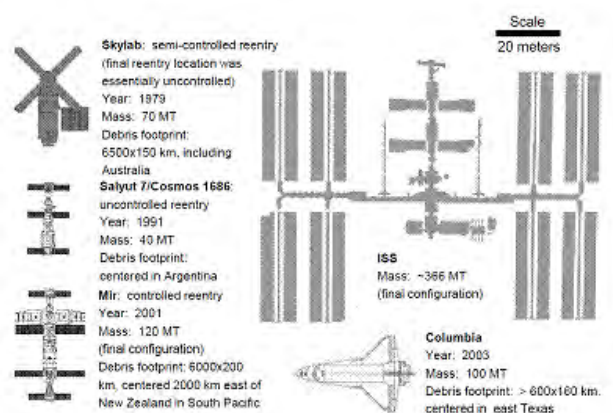 Scale
20 meters
Skylab: semi-controlled reentry
(final reentry location was
essentially uncontrolled)
Year: 1979
Mass: 70 MT
Debris footprint:
6500x150 km, including
Australia
Salyut 7/Cosmos 1686:
uncontrolled reentry
Year: 1991
Mass: 40 MT
Debris footprint:
centered in Argentina
Mir: controlled reentry
Year: 2001
Mass: 120 MT
(final configuration)
Debris footprint: 6000x200
km, centered 2000 km east of
New Zealand in South Pacific
ISS
Mass: ~366 MT
(final configuration)
Columbia
Year: 2003
Mass: 100 MT
Debris footprint: > 600x160 km.
centered in east Texas